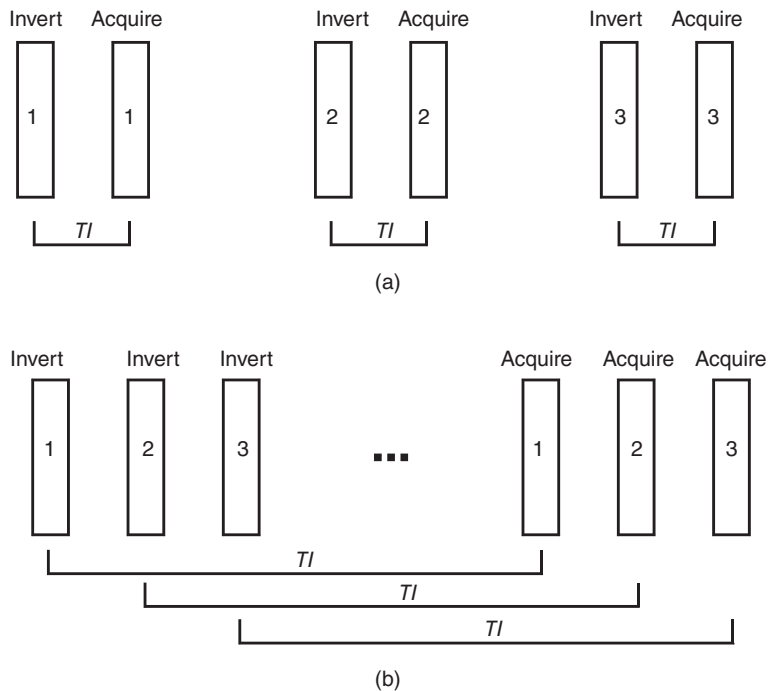 Invert Acquire Invert Acquire Invert Acquire
1 1 2 2 3 3
TI TI TI
(a)
Invert Invert Invert Acquire Acquire Acquire
1 2 3 ... 1 2 3
TI
TI
TI
(b)